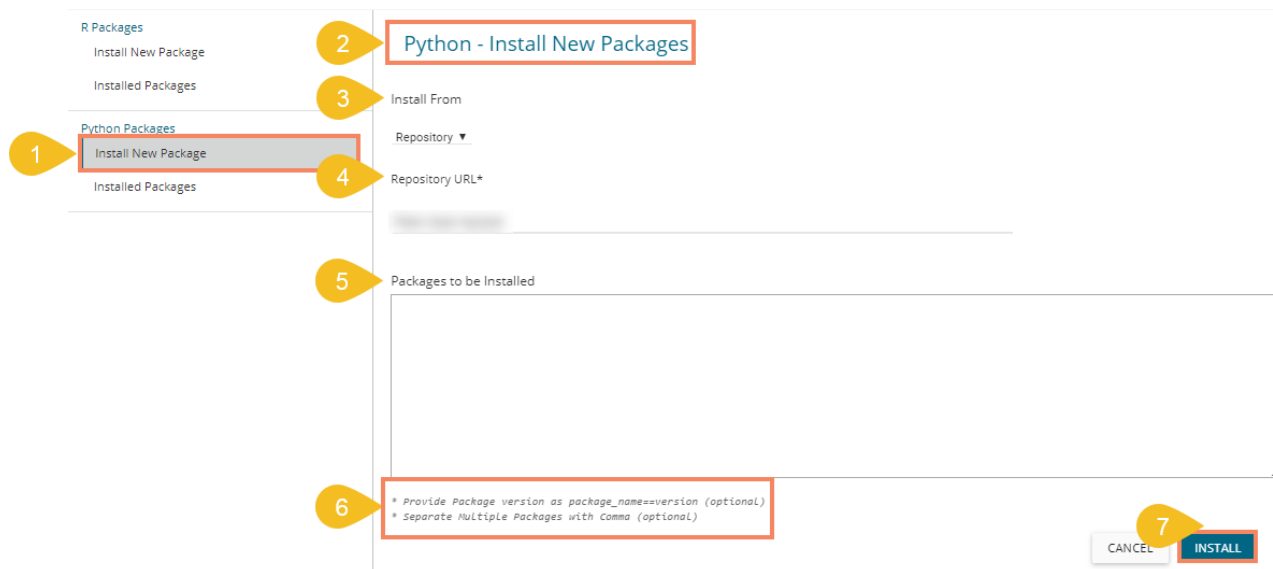 R Packages
Install New Package
Installed Packages
Python Packages
1
Install New Package
Installed Packages
2
Python - Install New Packages
3
Install From
Repository ▼
4
Repository URL*
5
Packages to be Installed
6
* Provide Package version as package_name==version (optional)
* Separate Multiple Packages with Comma (optional)
7
CANCEL
INSTALL